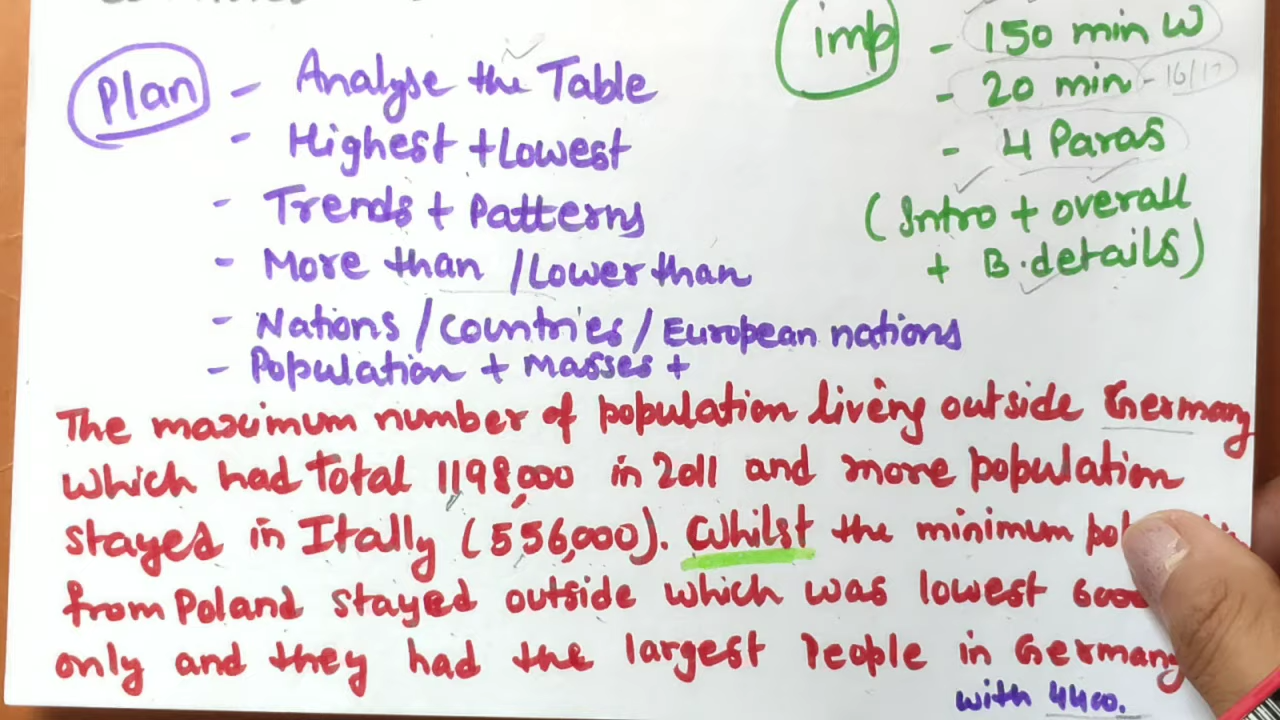 Plan - Analyse the Table
- Highest + Lowest
- Trends + Patterns
- More than / Lower than
- Nations / Countries / European nations
- Population + Masses +
imp - 150 min W
- 20 min - 16/17
- 4 Paras
(Intro + overall
+ B.details)
The maximum number of population living outside Germany
which had Total 1198,000 in 2011 and more population
stayed in Itally (556,000). Whilst the minimum
from Poland stayed outside which was lowest
only and they had the largest People in Germany
with 4400.